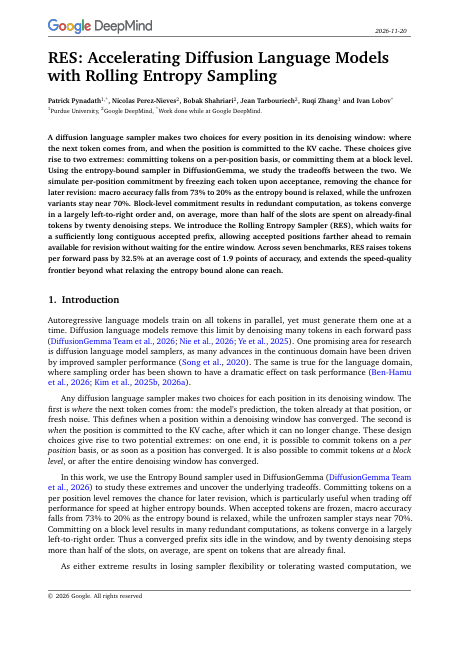 Google DeepMind
2026-11-20
RES: Accelerating Diffusion Language Models
with Rolling Entropy Sampling
Patrick Pynadath1,*, Nicolas Perez-Nieves2, Bobak Shahriari2, Jean Tarbouriech2, Ruqi Zhang1 and Ivan Lobov*
1Purdue University, 2Google DeepMind, *Work done while at Google DeepMind.
A diffusion language sampler makes two choices for every position in its denoising window: where
the next token comes from, and when the position is committed to the KV cache. These choices give
rise to two extremes: committing tokens on a per-position basis, or committing them at a block level.
Using the entropy-bound sampler in DiffusionGemma, we study the tradeoffs between the two. We
simulate per-position commitment by freezing each token upon acceptance, removing the chance for
later revision: macro accuracy falls from 73% to 20% as the entropy bound is relaxed, while the unfrozen
variants stay near 70%. Block-level commitment results in redundant computation, as tokens converge
in a largely left-to-right order and, on average, more than half of the slots are spent on already-final
tokens by twenty denoising steps. We introduce the Rolling Entropy Sampler (RES), which waits for
a sufficiently long contiguous accepted prefix, allowing accepted positions farther ahead to remain
available for revision without waiting for the entire window. Across seven benchmarks, RES raises tokens
per forward pass by 32.5% at an average cost of 1.9 points of accuracy, and extends the speed-quality
frontier beyond what relaxing the entropy bound alone can reach.
1. Introduction
Autoregressive language models train on all tokens in parallel, yet must generate them one at a
time. Diffusion language models remove this limit by denoising many tokens in each forward pass
(DiffusionGemma Team et al., 2026; Nie et al., 2026; Ye et al., 2025). One promising area for research
is diffusion language model samplers, as many advances in the continuous domain have been driven
by improved sampler performance (Song et al., 2020). The same is true for the language domain,
where sampling order has been shown to have a dramatic effect on task performance (Ben-Hamu
et al., 2026; Kim et al., 2025b, 2026a).
Any diffusion language sampler makes two choices for each position in its denoising window. The
first is where the next token comes from: the model's prediction, the token already at that position, or
fresh noise. This defines when a position within a denoising window has converged. The second is
when the position is committed to the KV cache, after which it can no longer change. These design
choices give rise to two potential extremes: on one end, it is possible to commit tokens on a per
position basis, or as soon as a position has converged. It is also possible to commit tokens at a block
level, or after the entire denoising window has converged.
In this work, we use the Entropy Bound sampler used in DiffusionGemma (DiffusionGemma Team
et al., 2026) to study these extremes and uncover the underlying tradeoffs. Committing tokens on a
per position level removes the chance for later revision, which is particularly useful when trading off
performance for speed at higher entropy bounds. When accepted tokens are frozen, macro accuracy
falls from 73% to 20% as the entropy bound is relaxed, while the unfrozen sampler stays near 70%.
Committing on a block level results in many redundant computations, as tokens converge in a largely
left-to-right order. Thus a converged prefix sits idle in the window, and by twenty denoising steps
more than half of the slots, on average, are spent on tokens that are already final.
As either extreme results in losing sampler flexibility or tolerating wasted computation, we
© 2026 Google. All rights reserved